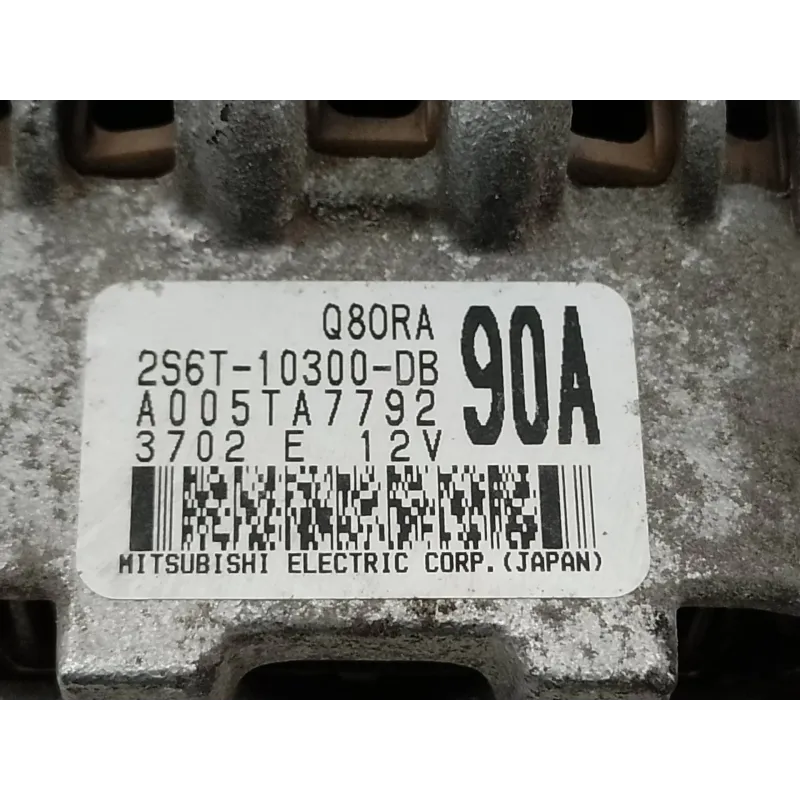 Q80RA
90A
2S6T-10300-DB
A005TA7792
3702 E 12V
MITSUBISHI ELECTRIC CORP.(JAPAN)